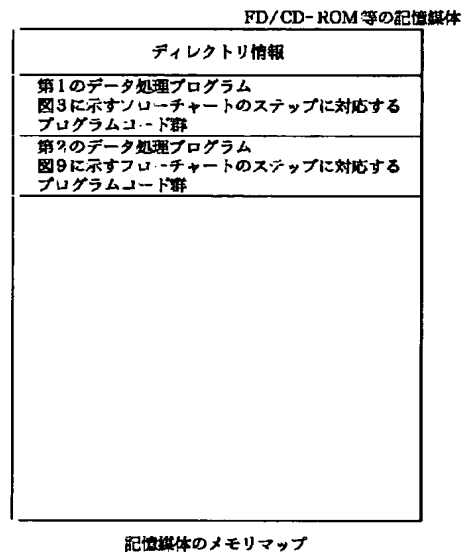 FD/CD-ROM等の記憶媒体
ディレクトリ情報
第1のデータ処理プログラム
図3に示すフローチャートのステップに対応する
プログラムコード群
第2のデータ処理プログラム
図9に示すフローチャートのステップに対応する
プログラムコード群
記憶媒体のメモリマップ